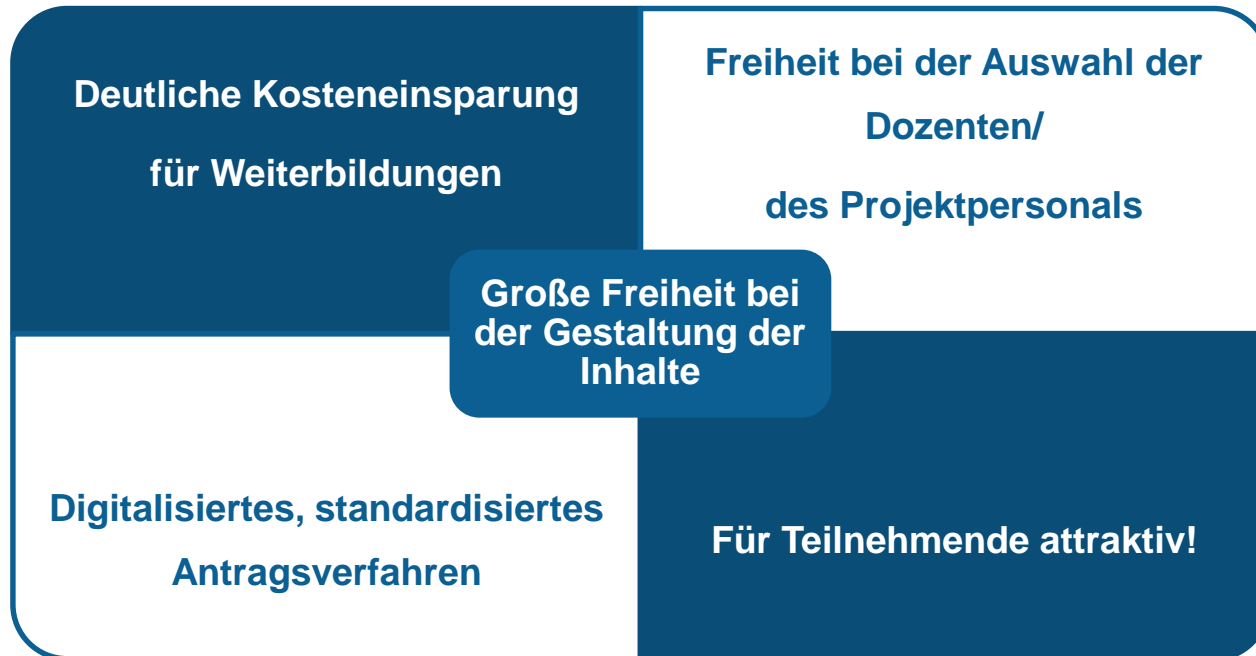 Deutliche Kosteneinsparung
für Weiterbildungen
Freiheit bei der Auswahl der
Dozenten/
des Projektpersonals
Große Freiheit bei
der Gestaltung der
Inhalte
Digitalisiertes, standardisiertes
Antragsverfahren
Für Teilnehmende attraktiv!